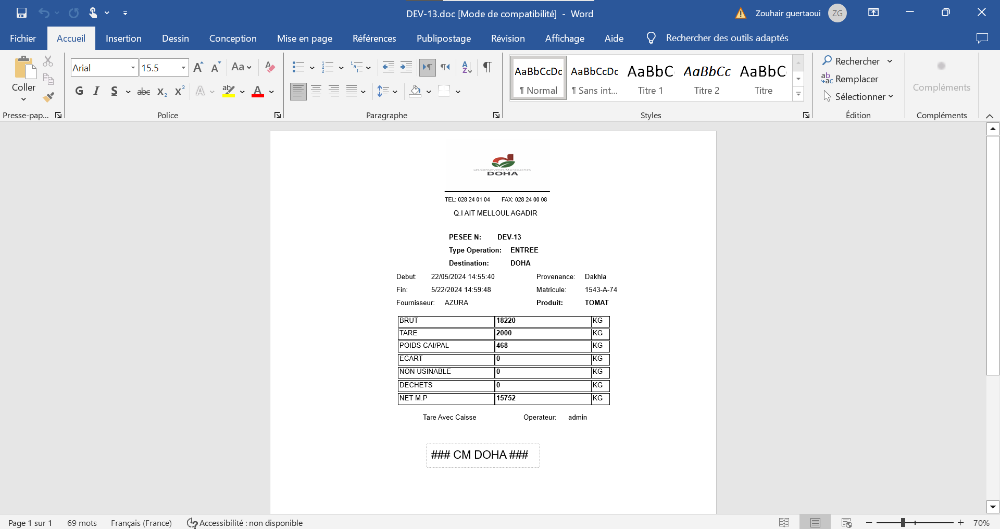 DEV-13.doc [Mode de compatibilité] - Word
Zouhair guertaoui ZG
Fichier Accueil Insertion Dessin Conception Mise en page Références Publipostage Révision Affichage Aide Rechercher des outils adaptés
Coller
Presse-pap...
Arial 15.5 Aa
G I S abc X₂ X² A ab A
Police
Paragraphe
AaBbCcDc AaBbCcDc AaBbC AaBbCc AaBbC
¶ Normal ¶ Sans int... Titre 1 Titre 2 Titre
Styles
Rechercher
Remplacer
Sélectionner
Édition
Compléments
Compléments
Les Conserveries Marocaines
DOHA
TEL: 028 24 01 04 FAX: 028 24 00 08
Q.I AIT MELLOUL AGADIR
PESEE N: DEV-13
Type Operation: ENTREE
Destination: DOHA
Debut: 22/05/2024 14:55:40 Provenance: Dakhla
Fin: 5/22/2024 14:59:48 Matricule: 1543-A-74
Fournisseur: AZURA Produit: TOMAT
BRUT 18220 KG
TARE 2000 KG
POIDS CAI/PAL 468 KG
ECART 0 KG
NON USINABLE 0 KG
DECHETS 0 KG
NET M.P 15752 KG
Tare Avec Caisse Operateur: admin
### CM DOHA ###
Page 1 sur 1 69 mots Français (France) Accessibilité : non disponible 70%